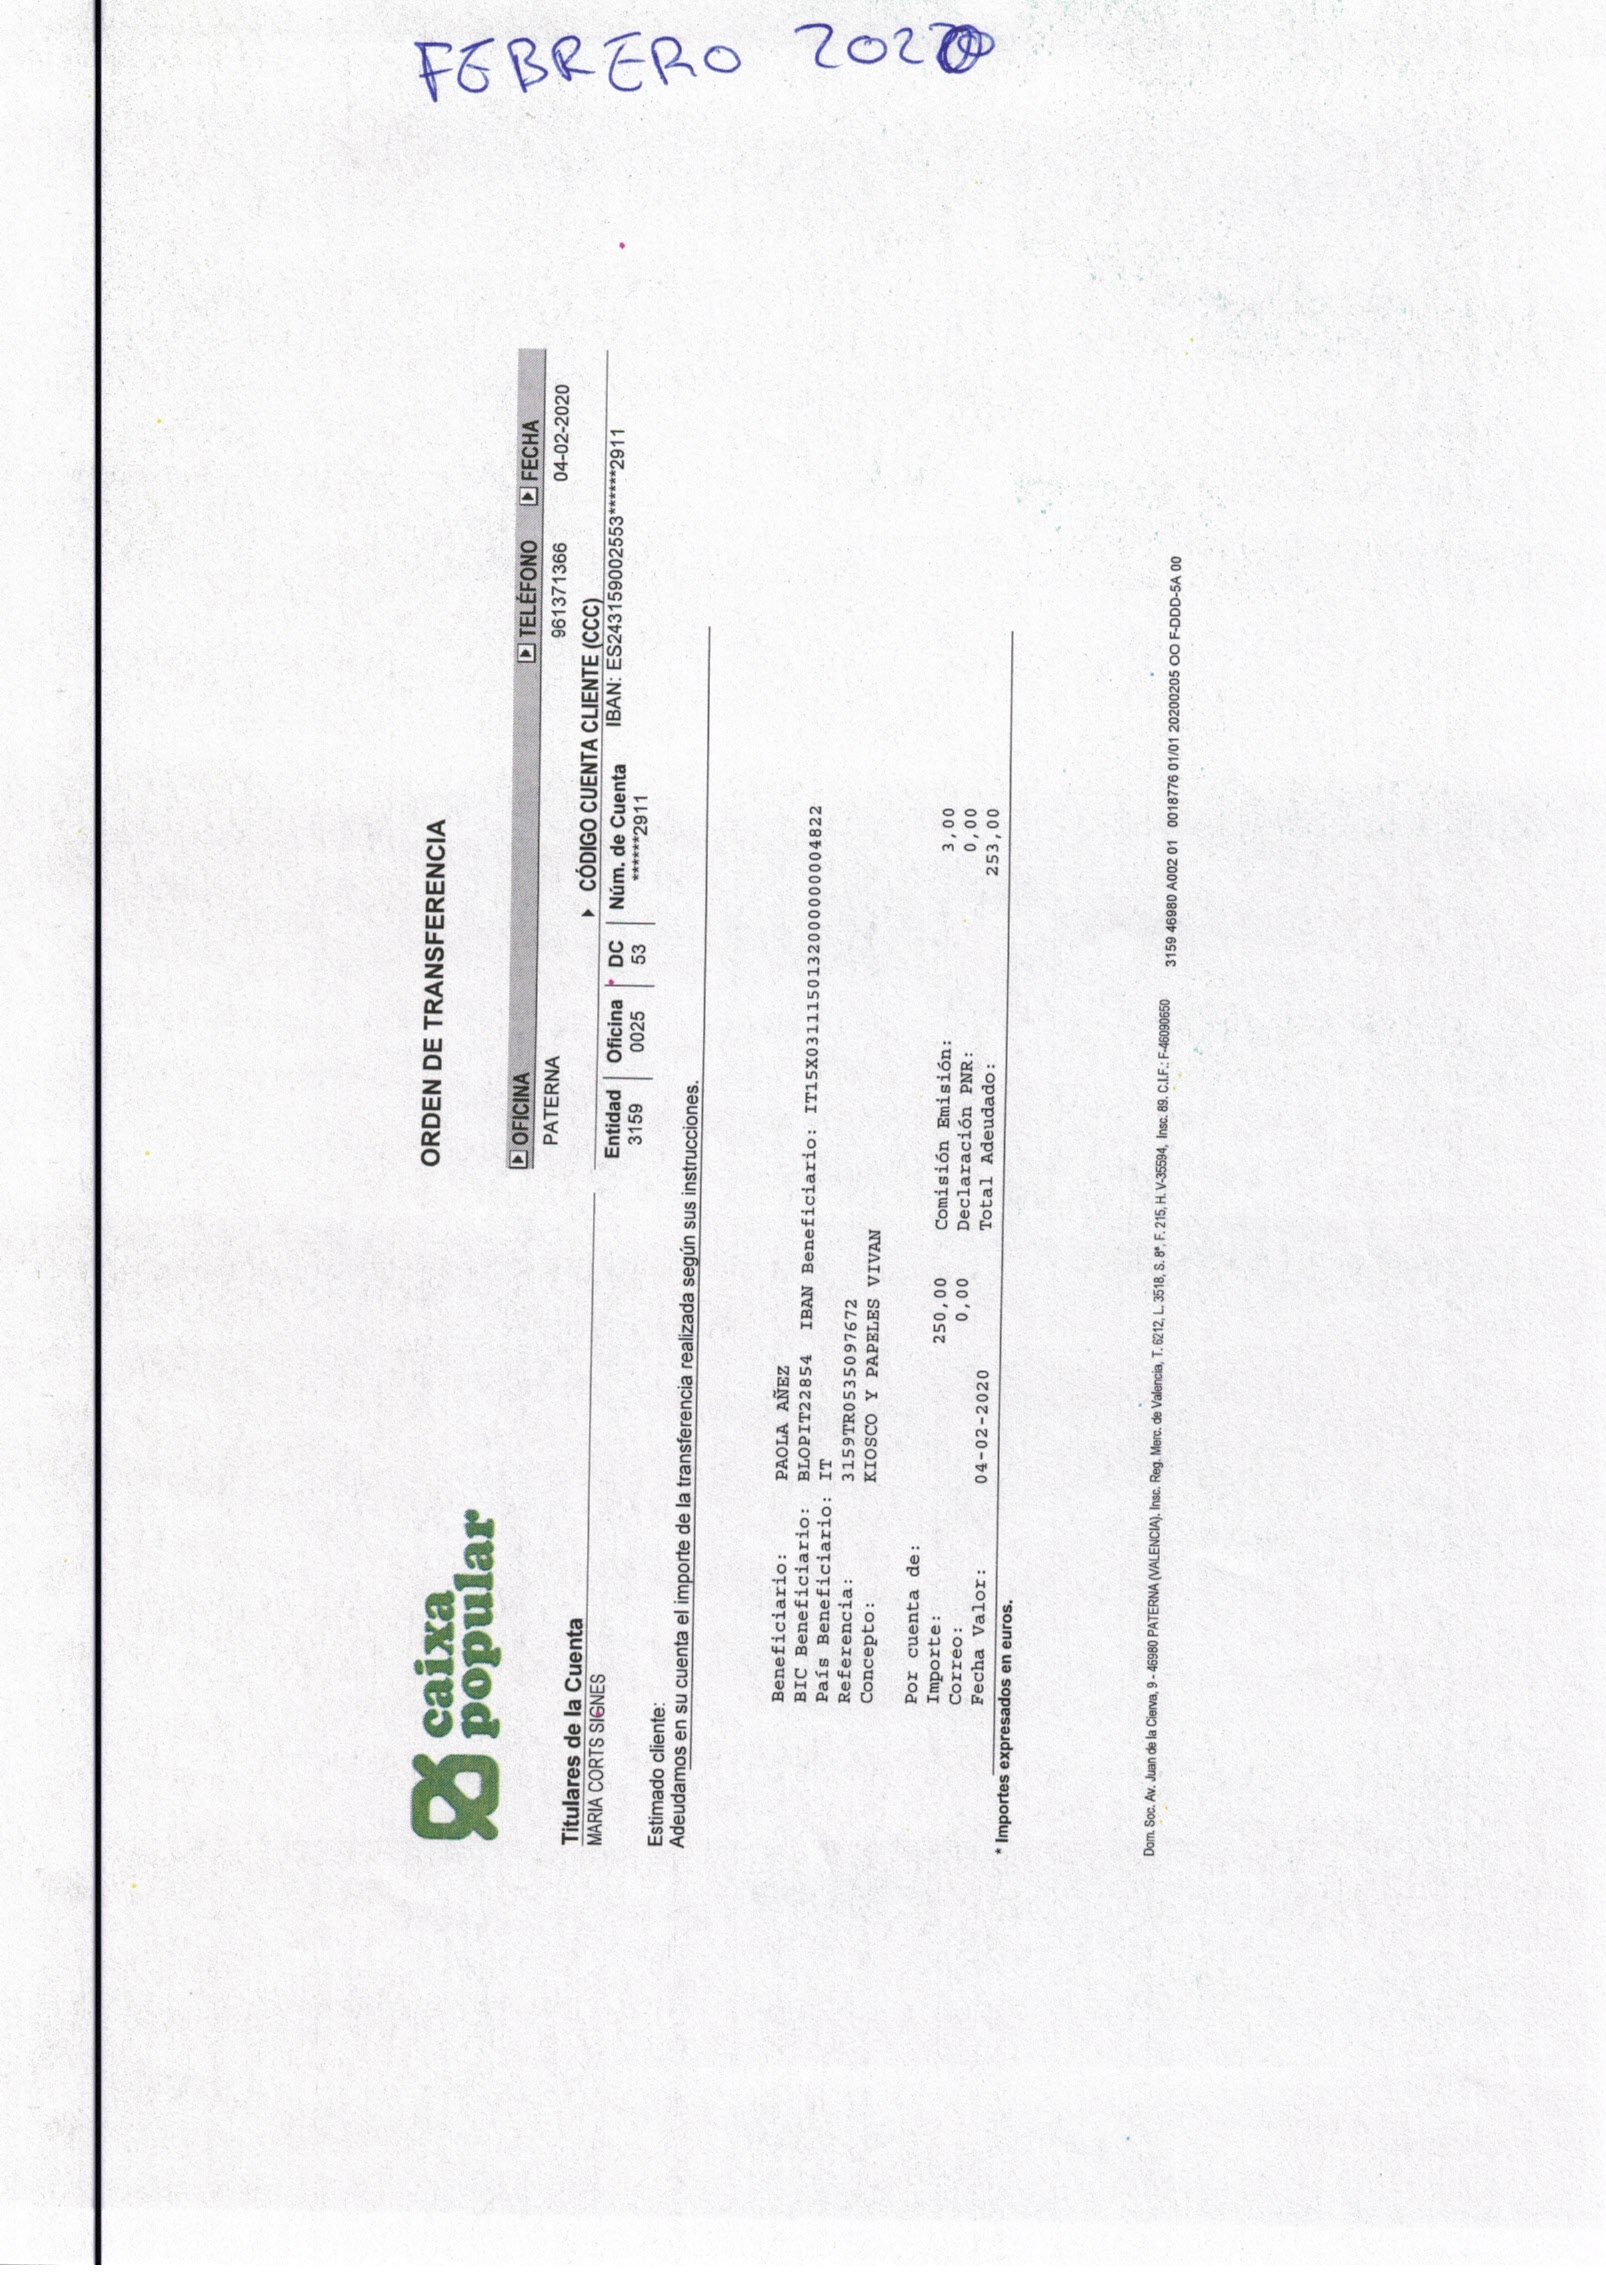 FEBRERO 2020
caixa
popular
ORDEN DE TRANSFERENCIA
OFICINA TELÉFONO FECHA
PATERNA 961371366 04-02-2020
Titulares de la Cuenta
MARIA CORTS SIGNES
CÓDIGO CUENTA CLIENTE (CCC)
Entidad Oficina DC Núm. de Cuenta IBAN: ES243159002553******2911
3159 0025 53 ******2911
Estimado cliente:
Adeudamos en su cuenta el importe de la transferencia realizada según sus instrucciones.
Beneficiario: PAOLA AÑEZ
BIC Beneficiario: BLOPIT22854 IBAN Beneficiario: IT15X0311150132000000004822
País Beneficiario: IT
Referencia: 3159TR0535097672
Concepto: KIOSCO Y PAPELES VIVAN
Por cuenta de:
Importe: 250,00 Comisión Emisión: 3,00
Correo: 0,00 Declaración PNR: 0,00
Fecha Valor: 04-02-2020 Total Adeudado: 253,00
* Importes expresados en euros.
Dom. Soc. Av. Juan de la Cierva, 9 - 46980 PATERNA (VALENCIA). Insc. Reg. Merc. de Valencia, T. 6212, L. 3518, S. 8ª, F. 215, H. V-35594, Insc. 89. C.I.F.: F-46090650 3159 46980 A002 01 0018776 01/01 20200205 OO F-DDD-5A 00